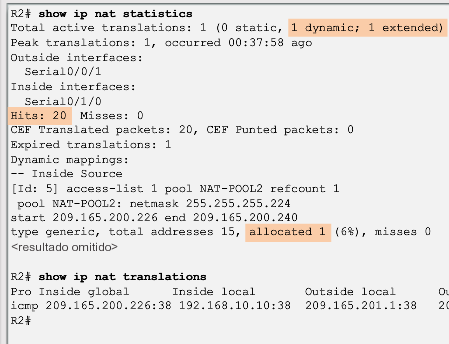 R2# show ip nat statistics
Total active translations: 1 (0 static, 1 dynamic; 1 extended)
Peak translations: 1, occurred 00:37:58 ago
Outside interfaces:
Serial0/0/1
Inside interfaces:
Serial0/1/0
Hits: 20 Misses: 0
CEF Translated packets: 20, CEF Punted packets: 0
Expired translations: 1
Dynamic mappings:
-- Inside Source
[Id: 5] access-list 1 pool NAT-POOL2 refcount 1
pool NAT-POOL2: netmask 255.255.255.224
start 209.165.200.226 end 209.165.200.240
type generic, total addresses 15, allocated 1 (6%), misses 0
<resultado omitido>
R2# show ip nat translations
Pro Inside global Inside local Outside local Ou
icmp 209.165.200.226:38 192.168.10.10:38 209.165.201.1:38 20
R2#